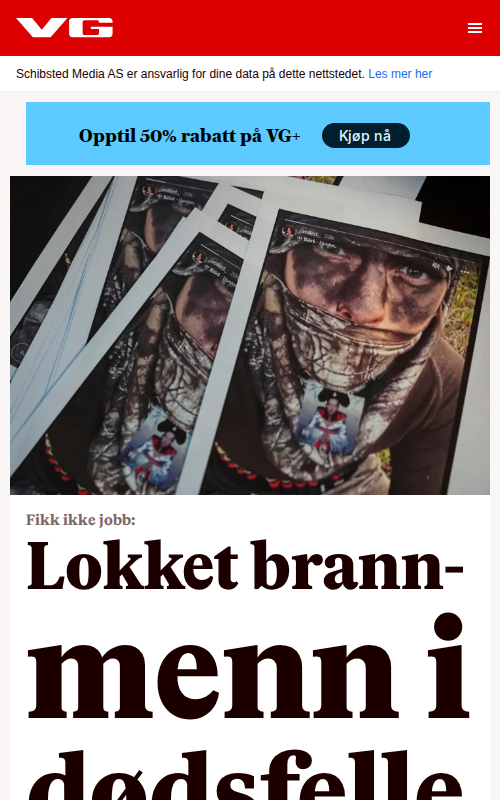 VG
Schibsted Media AS er ansvarlig for dine data på dette nettstedet. Les mer her
Opptil 50% rabatt på VG+
Kjøp nå
Fikk ikke jobb:
Lokket brann-
menn i
dødsfelle